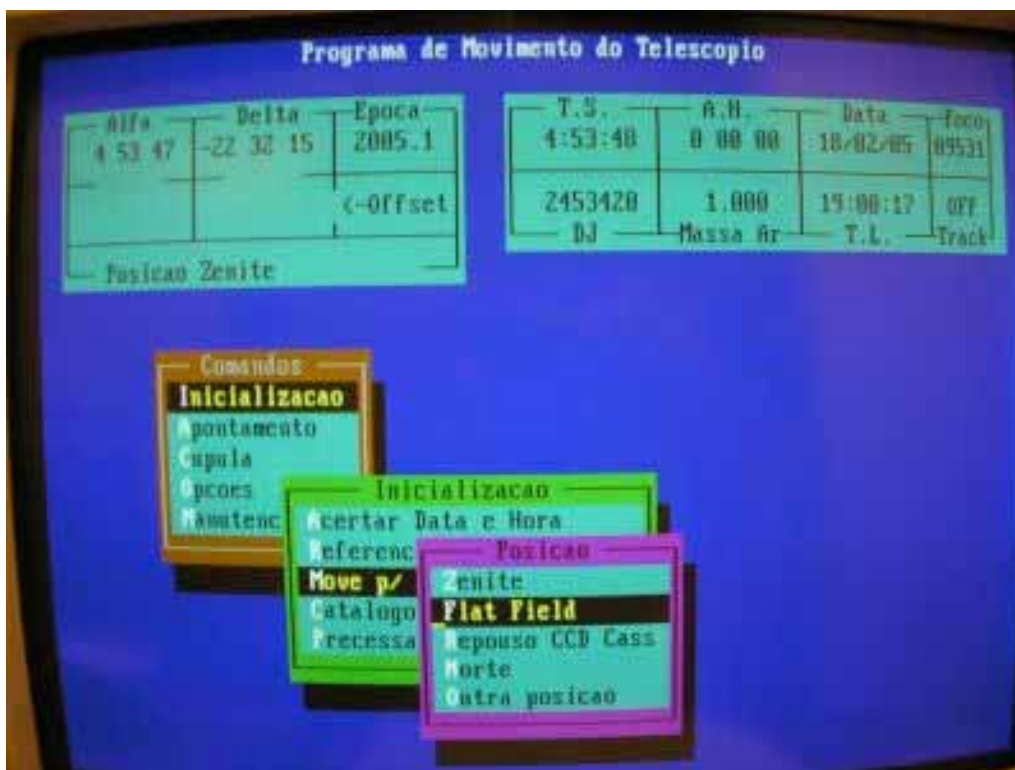 Programa de Movimento do Telescopio
Alfa Delta Epoca
4 53 47 -22 32 15 2005.1
<-Offset
Posicao Zenite
T.S. A.H. Data Foco
4:53:48 0 00 00 18/02/05 09531
2453420 1.000 19:00:17 OFF
DJ Massa Ar T.L. Track
Comandos
Inicializacao
Apontamento
Cupula
Opcoes
Manutenc
Inicializacao
Acertar Data e Hora
Referenc
Move p/
Catalogo
Precessa
Posicao
Zenite
Flat Field
Repouso CCD Cass
Morte
Outra posicao